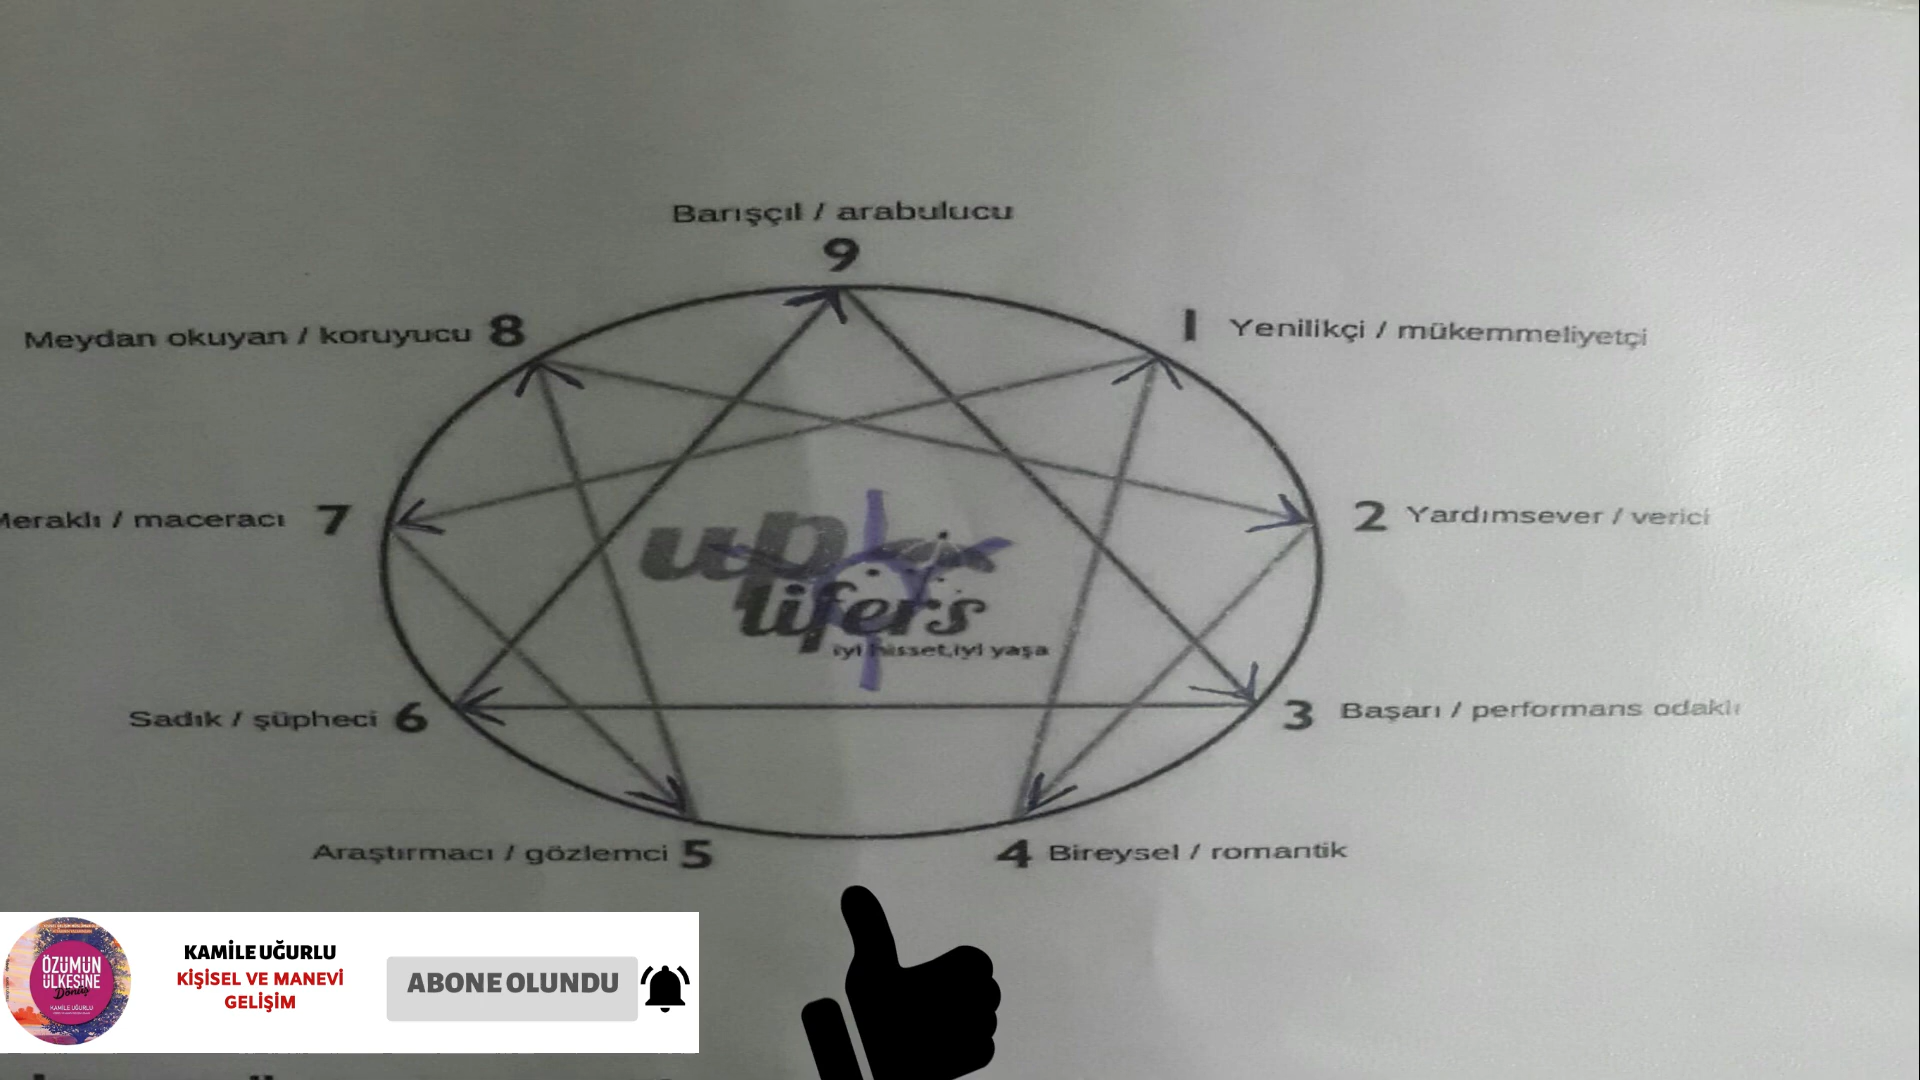 Barışçıl / arabulucu
9
Meydan okuyan / koruyucu 8
1 Yenilikçi / mükemmeliyetçi
Meraklı / maceracı 7
2 Yardımsever / verici
up
lifers
iyi hisset, iyi yaşa
Sadık / şüpheci 6
3 Başarı / performans odaklı
Araştırmacı / gözlemci 5
4 Bireysel / romantik
ÖZÜMÜN
ÜLKESİNE
Dönüş
KAMİLE UĞURLU
KAMİLE UĞURLU
KİŞİSEL VE MANEVİ
GELİŞİM
ABONE OLUNDU